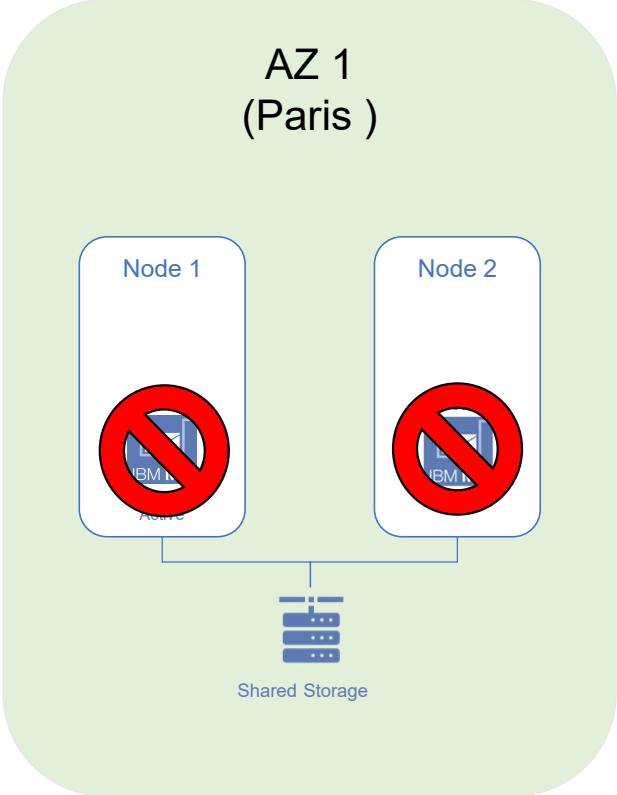 AZ 1
(Paris )
Node 1
Node 2
IBM
IBM
Active
Shared Storage